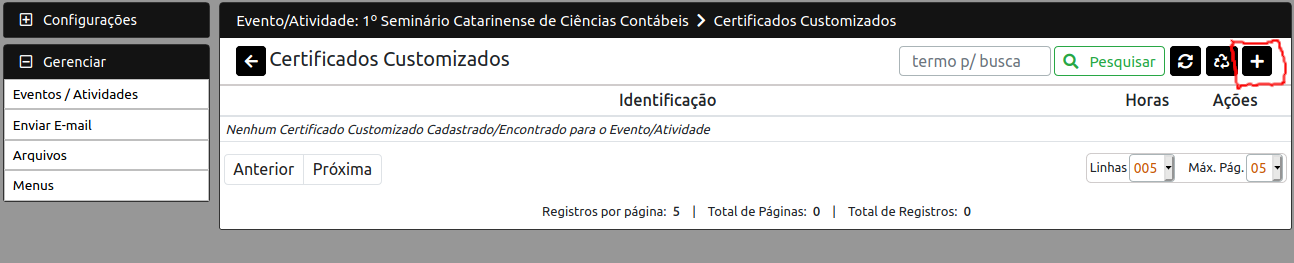 Configurações
Gerenciar
Eventos / Atividades
Enviar E-mail
Arquivos
Menus
Evento/Atividade: 1º Seminário Catarinense de Ciências Contábeis > Certificados Customizados
Certificados Customizados
termo p/ busca Pesquisar
Identificação Horas Ações
Nenhum Certificado Customizado Cadastrado/Encontrado para o Evento/Atividade
Anterior Próxima Linhas 005 Máx. Pág. 05
Registros por página: 5 | Total de Páginas: 0 | Total de Registros: 0